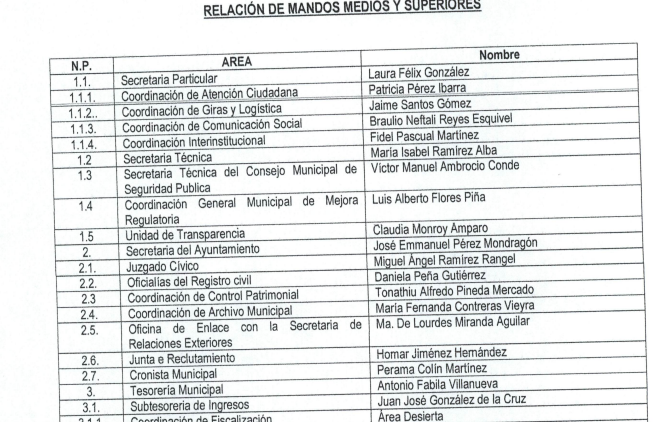 RELACIÓN DE MANDOS MEDIOS Y SUPERIORES
N.P. AREA Nombre
1.1. Secretaria Particular Laura Félix González
1.1.1. Coordinación de Atención Ciudadana Patricia Pérez Ibarra
1.1.2.. Coordinación de Giras y Logística Jaime Santos Gómez
1.1.3. Coordinación de Comunicación Social Braulio Neftali Reyes Esquivel
1.1.4. Coordinación Interinstitucional Fidel Pascual Martínez
1.2 Secretaria Técnica María Isabel Ramírez Alba
1.3 Secretaria Técnica del Consejo Municipal de Víctor Manuel Ambrocio Conde
Seguridad Publica
1.4 Coordinación General Municipal de Mejora Luis Alberto Flores Piña
Regulatoria
1.5 Unidad de Transparencia Claudia Monroy Amparo
2. Secretaria del Ayuntamiento José Emmanuel Pérez Mondragón
2.1. Juzgado Cívico Miguel Ángel Ramírez Rangel
2.2. Oficialías del Registro civil Daniela Peña Gutiérrez
2.3 Coordinación de Control Patrimonial Tonathiu Alfredo Pineda Mercado
2.4. Coordinación de Archivo Municipal María Fernanda Contreras Vieyra
2.5. Oficina de Enlace con la Secretaria de Ma. De Lourdes Miranda Aguilar
Relaciones Exteriores
2.6. Junta e Reclutamiento Homar Jiménez Hernández
2.7. Cronista Municipal Perama Colín Martínez
3. Tesorería Municipal Antonio Fabila Villanueva
3.1. Subtesorería de Ingresos Juan José González de la Cruz
3.1.1 Coordinación de Fiscalización Área Desierta